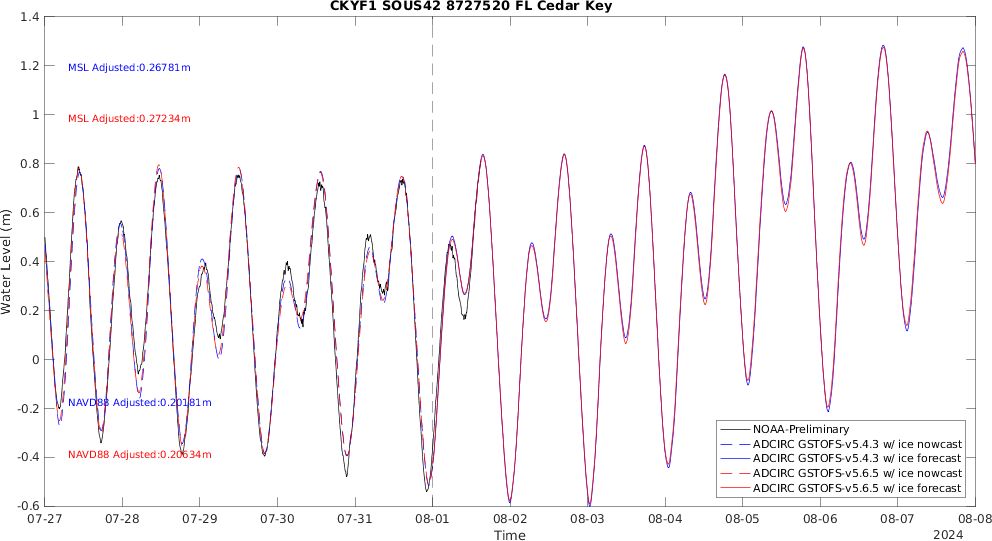 CKYF1 SOUS42 8727520 FL Cedar Key
1.4
1.2
1
0.8
0.6
0.4
0.2
0
-0.2
-0.4
-0.6
Water Level (m)
MSL Adjusted:0.26781m
MSL Adjusted:0.27234m
NAVD88 Adjusted:0.20181m
NAVD88 Adjusted:0.20634m
NOAA-Preliminary
ADCIRC GSTOFS-v5.4.3 w/ ice nowcast
ADCIRC GSTOFS-v5.4.3 w/ ice forecast
ADCIRC GSTOFS-v5.6.5 w/ ice nowcast
ADCIRC GSTOFS-v5.6.5 w/ ice forecast
07-27 07-28 07-29 07-30 07-31 08-01 08-02 08-03 08-04 08-05 08-06 08-07 08-08
Time
2024